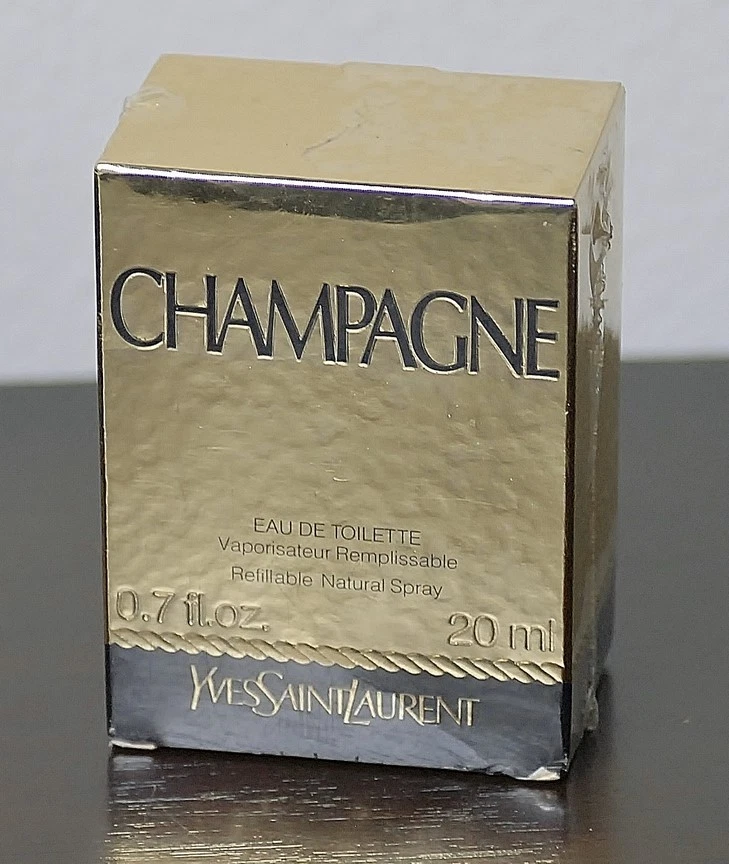 CHAMPAGNE
EAU DE TOILETTE
Vaporisateur Remplissable
Refillable Natural Spray
0.7 fl.oz. 20 ml
YVESSAINTLAURENT